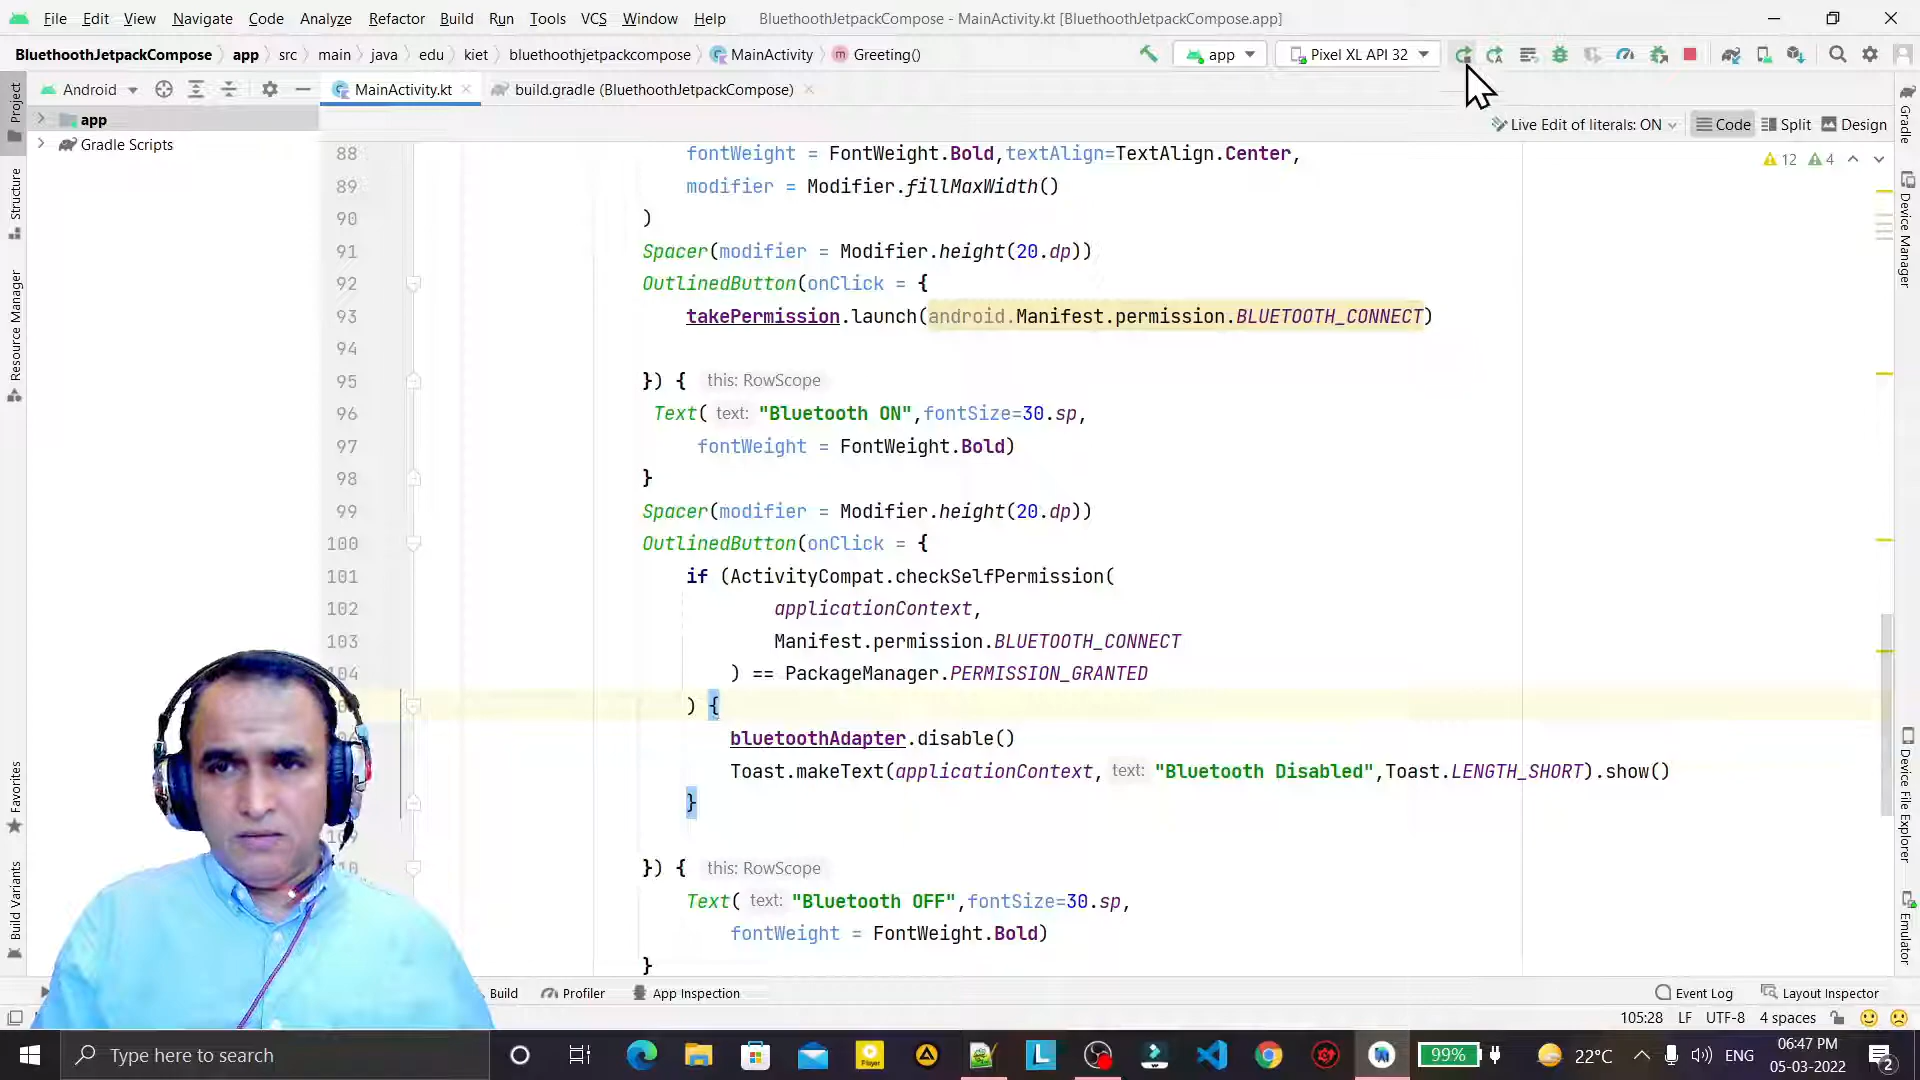 File Edit View Navigate Code Analyze Refactor Build Run Tools VCS Window Help BluethoothJetpackCompose - MainActivity.kt [BluethoothJetpackCompose.app]
BluethoothJetpackCompose app src main java edu kiet bluethoothjetpackcompose MainActivity Greeting() app Pixel XL API 32
Android MainActivity.kt build.gradle (BluethoothJetpackCompose)
app
Gradle Scripts
Live Edit of literals: ON Code Split Design
12 4
88 fontWeight = FontWeight.Bold,textAlign=TextAlign.Center,
89 modifier = Modifier.fillMaxWidth()
90 )
91 Spacer(modifier = Modifier.height(20.dp))
92 OutlinedButton(onClick = {
93 takePermission.launch(android.Manifest.permission.BLUETOOTH_CONNECT)
94
95 }) { this: RowScope
96 Text( text: "Bluetooth ON",fontSize=30.sp,
97 fontWeight = FontWeight.Bold)
98 }
99 Spacer(modifier = Modifier.height(20.dp))
100 OutlinedButton(onClick = {
101 if (ActivityCompat.checkSelfPermission(
102 applicationContext,
103 Manifest.permission.BLUETOOTH_CONNECT
104 ) == PackageManager.PERMISSION_GRANTED
) {
bluetoothAdapter.disable()
Toast.makeText(applicationContext, text: "Bluetooth Disabled",Toast.LENGTH_SHORT).show()
}
}) { this: RowScope
Text( text: "Bluetooth OFF",fontSize=30.sp,
fontWeight = FontWeight.Bold)
}
Project
Structure
Resource Manager
Favorites
Build Variants
Gradle
Device Manager
Device File Explorer
Emulator
Build Profiler App Inspection Event Log Layout Inspector
105:28 LF UTF-8 4 spaces
Type here to search
99% 22°C ENG
06:47 PM
05-03-2022
2